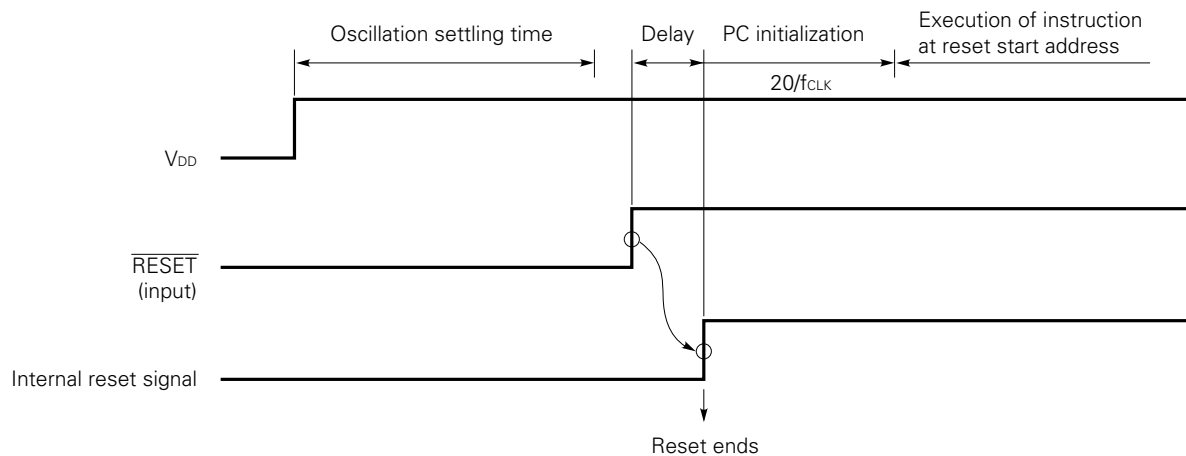 Oscillation settling time
Delay
PC initialization
Execution of instruction
at reset start address
20/fCLK
VDD
RESET
(input)
Internal reset signal
Reset ends